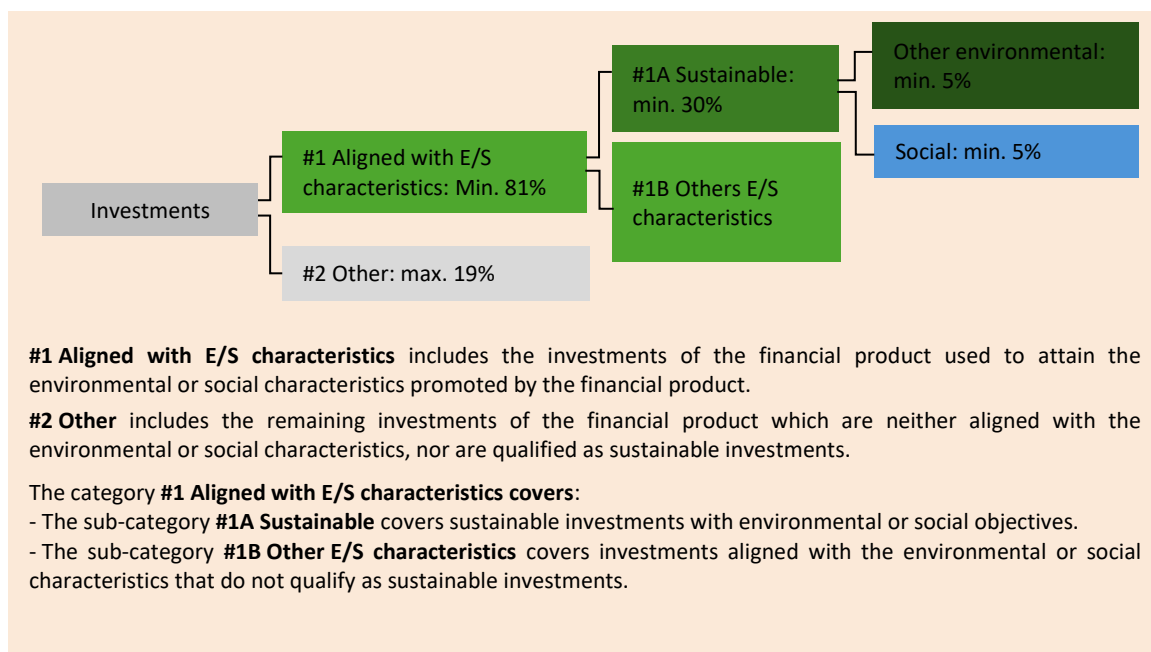 Other environmental:
min. 5%
#1A Sustainable:
min. 30%
Social: min. 5%
#1 Aligned with E/S
characteristics: Min. 81%
#1B Others E/S
characteristics
Investments
#2 Other: max. 19%
#1 Aligned with E/S characteristics includes the investments of the financial product used to attain the
environmental or social characteristics promoted by the financial product.
#2 Other includes the remaining investments of the financial product which are neither aligned with the
environmental or social characteristics, nor are qualified as sustainable investments.
The category #1 Aligned with E/S characteristics covers:
- The sub-category #1A Sustainable covers sustainable investments with environmental or social objectives.
- The sub-category #1B Other E/S characteristics covers investments aligned with the environmental or social
characteristics that do not qualify as sustainable investments.